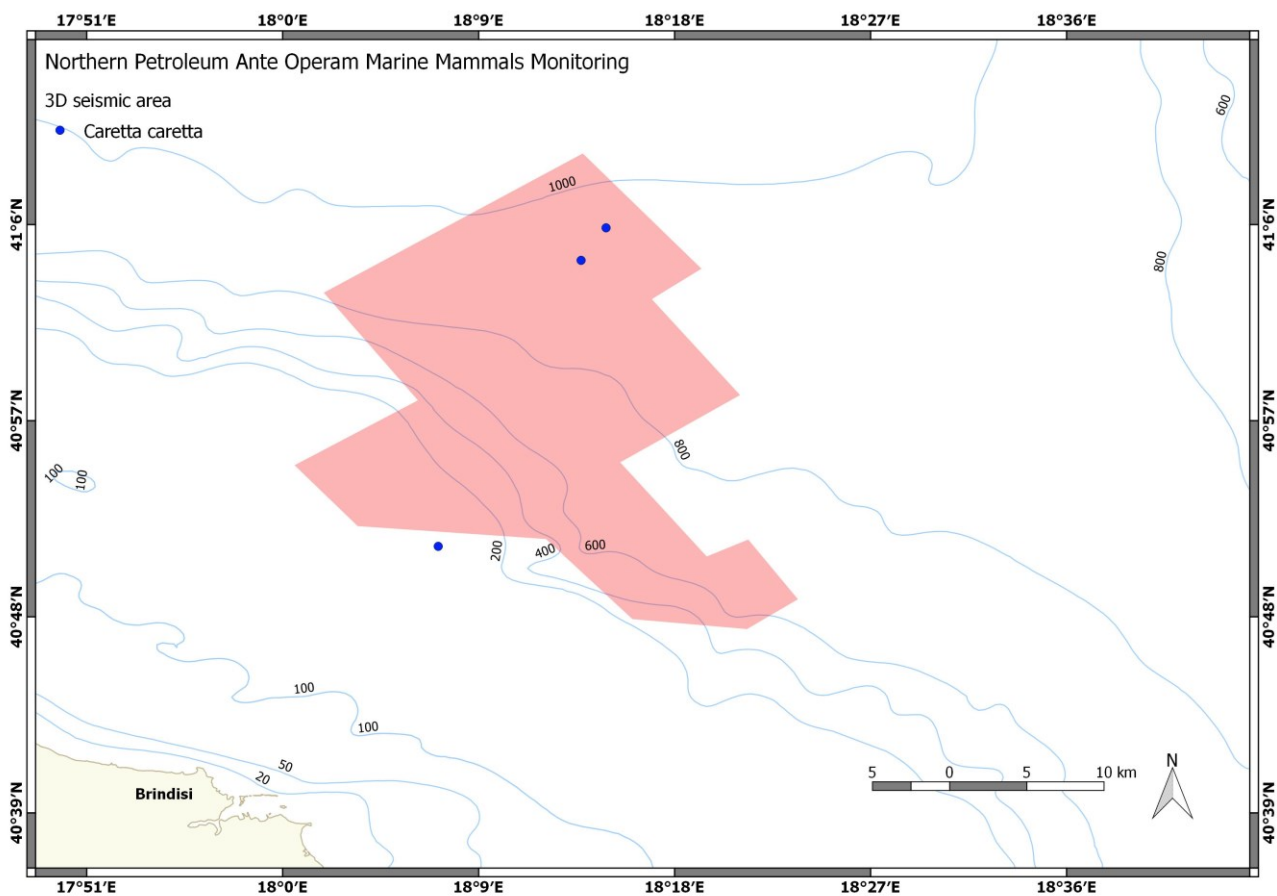 17°51'E 18°0'E 18°9'E 18°18'E 18°27'E 18°36'E
Northern Petroleum Ante Operam Marine Mammals Monitoring
3D seismic area
Caretta caretta
600
1000
41°6'N 41°6'N
800
40°57'N 40°57'N
800
100 100
200 400 600
40°48'N 40°48'N
100
100
50
20
Brindisi
5 0 5 10 km
N
40°39'N 40°39'N
17°51'E 18°0'E 18°9'E 18°18'E 18°27'E 18°36'E